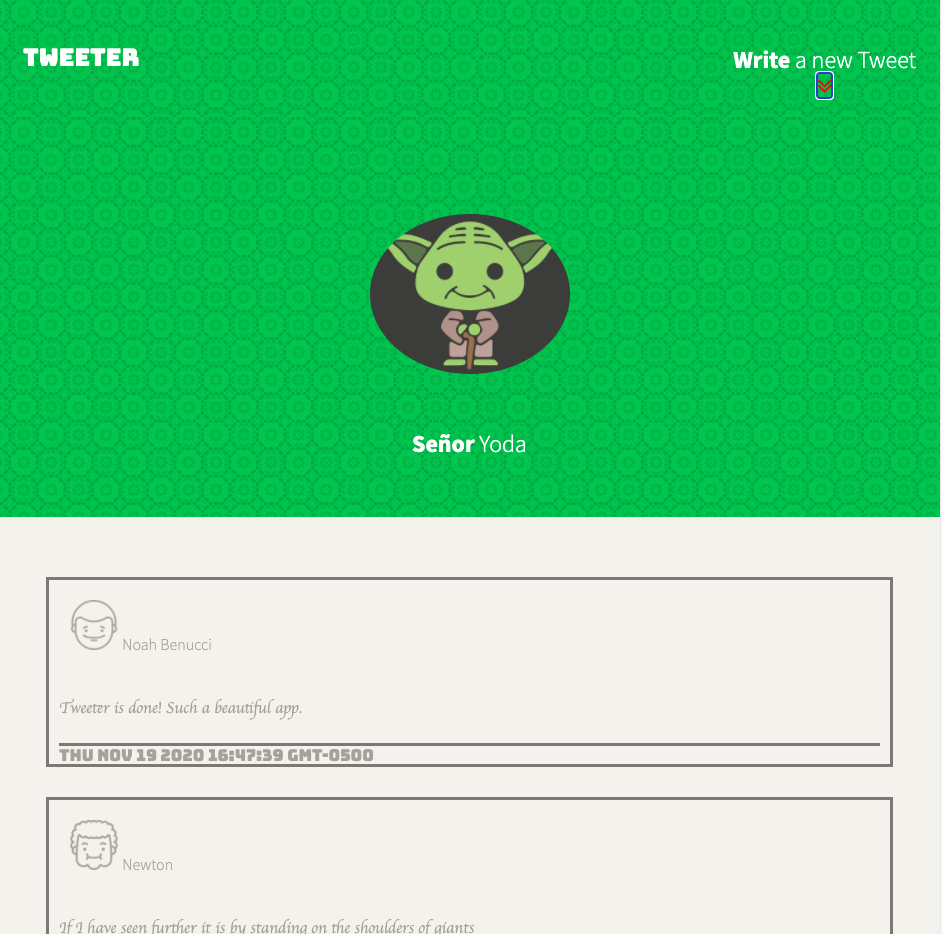 TWEETER
Write a new Tweet
Señor Yoda
Noah Benucci
Tweeter is done! Such a beautiful app.
THU NOV 19 2020 16:47:39 GMT-0500
Newton
If I have seen further it is by standing on the shoulders of giants